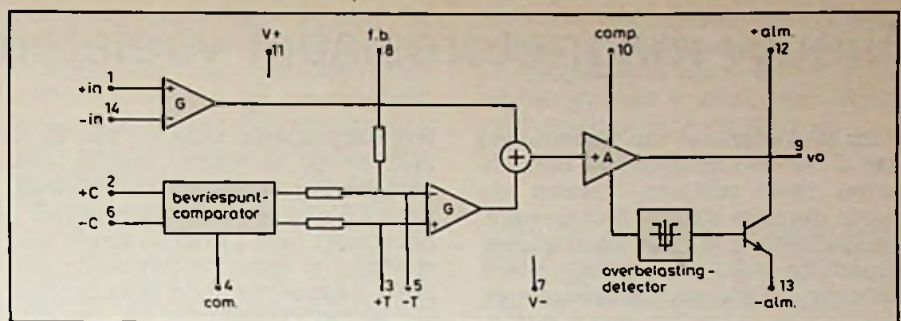 V+
11
f.b.
8
comp.
10
+alm.
12
+in 1
-in 14
+
-
G
+
+A
9
vo
+C 2
-C 6
bevriespunt-
comparator
-
+
G
overbelasting-
detector
4
com.
3
+T
5
-T
7
V-
13
-alm.